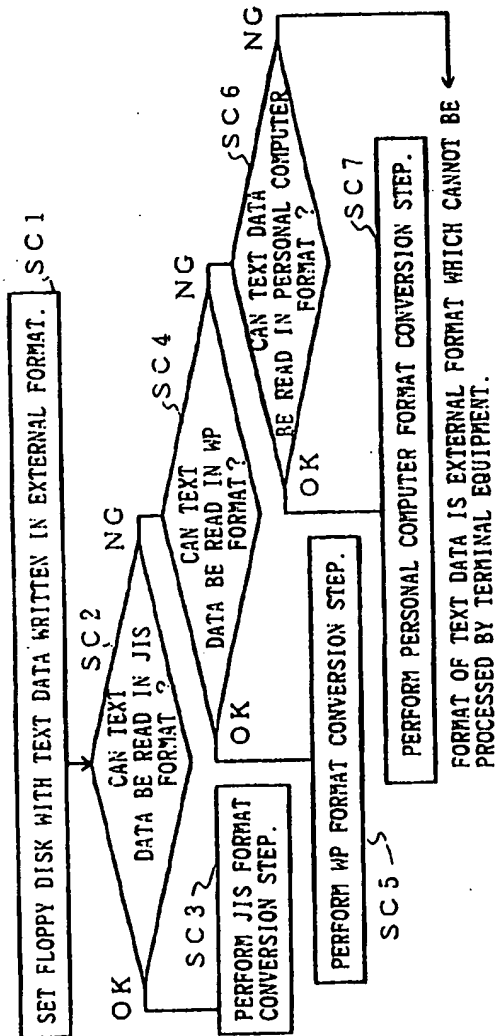 SET FLOPPY DISK WITH TEXT DATA WRITTEN IN EXTERNAL FORMAT.
SC1
SC2
CAN TEXT
DATA BE READ IN JIS
FORMAT ?
OK
NG
SC3
PERFORM JIS FORMAT
CONVERSION STEP.
SC4
CAN TEXT
DATA BE READ IN WP
FORMAT?
OK
NG
SC5
PERFORM WP FORMAT CONVERSION STEP.
SC6
CAN TEXT DATA
BE READ IN PERSONAL COMPUTER
FORMAT ?
OK
NG
SC7
PERFORM PERSONAL COMPUTER FORMAT CONVERSION STEP.
FORMAT OF TEXT DATA IS EXTERNAL FORMAT WHICH CANNOT BE
PROCESSED BY TERMINAL EQUIPMENT.